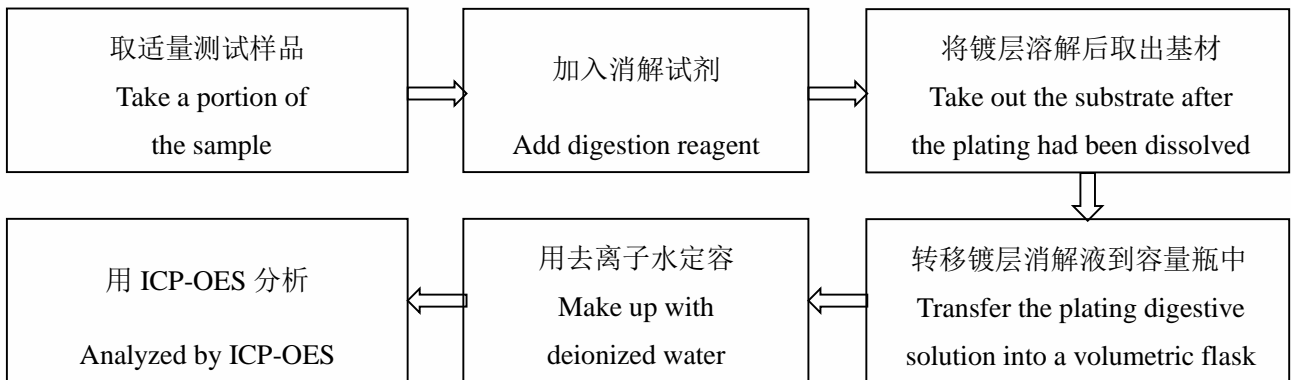 取适量测试样品
Take a portion of
the sample
加入消解试剂
Add digestion reagent
将镀层溶解后取出基材
Take out the substrate after
the plating had been dissolved
转移镀层消解液到容量瓶中
Transfer the plating digestive
solution into a volumetric flask
用去离子水定容
Make up with
deionized water
用 ICP-OES 分析
Analyzed by ICP-OES